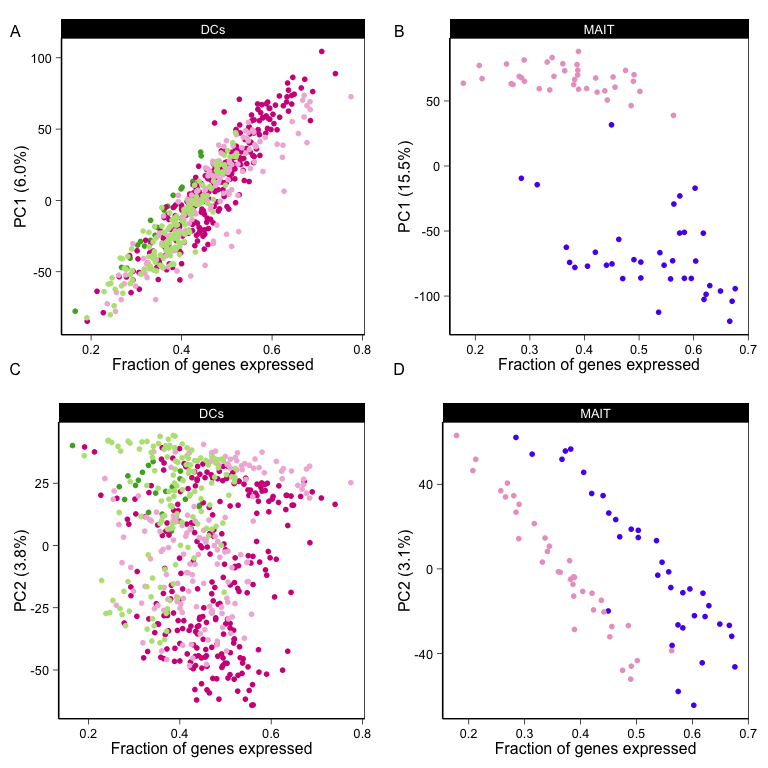 A
DCs
PC1 (6.0%)
100
50
0
-50
0.2 0.4 0.6 0.8
Fraction of genes expressed
B
MAIT
PC1 (15.5%)
50
0
-50
-100
0.2 0.3 0.4 0.5 0.6 0.7
Fraction of genes expressed
C
DCs
PC2 (3.8%)
25
0
-25
-50
0.2 0.4 0.6 0.8
Fraction of genes expressed
D
MAIT
PC2 (3.1%)
40
0
-40
0.2 0.3 0.4 0.5 0.6 0.7
Fraction of genes expressed